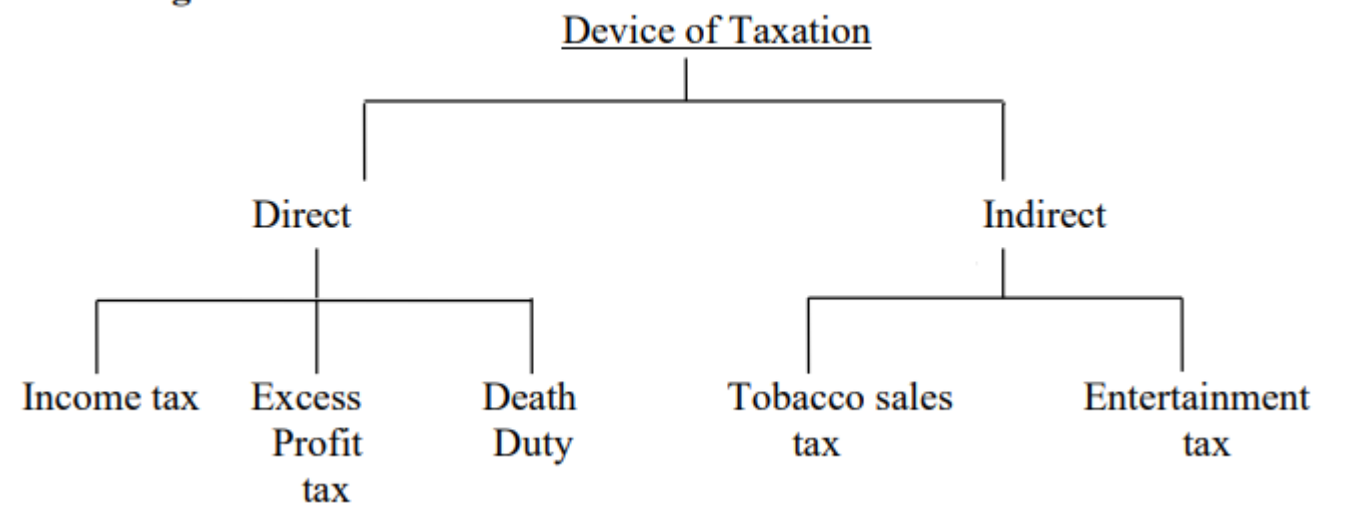 Device of Taxation
Direct
Indirect
Income tax
Excess
Profit
tax
Death
Duty
Tobacco sales
tax
Entertainment
tax